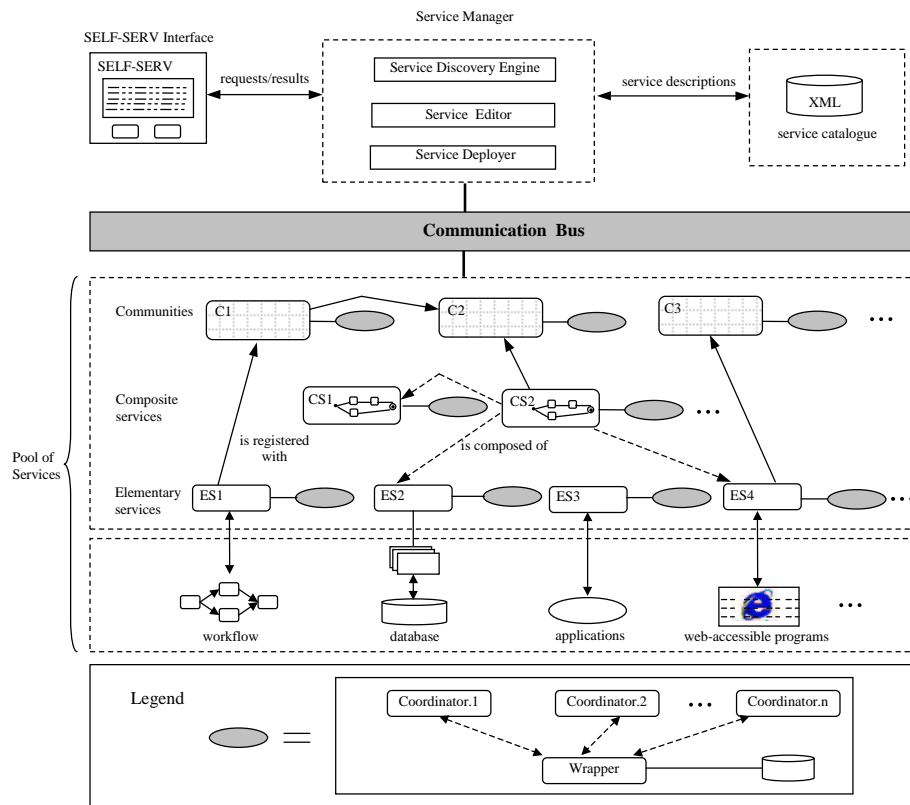 Service Manager
SELF-SERV Interface
SELF-SERV
requests/results
Service Discovery Engine
Service Editor
Service Deployer
service descriptions
XML
service catalogue
Communication Bus
Pool of
Services
Communities
C1
C2
C3
•••
Composite
services
CS1
CS2
•••
is registered
with
is composed of
Elementary
services
ES1
ES2
ES3
ES4
•••
workflow
database
applications
e
web-accessible programs
•••
Legend
Coordinator.1
Coordinator.2
•••
Coordinator.n
Wrapper